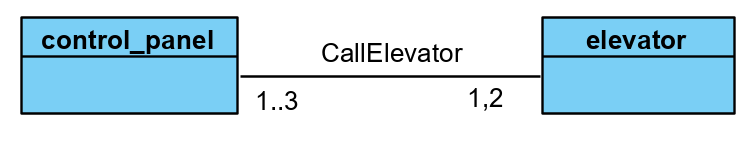 control_panel
CallElevator
elevator
1..3
1,2